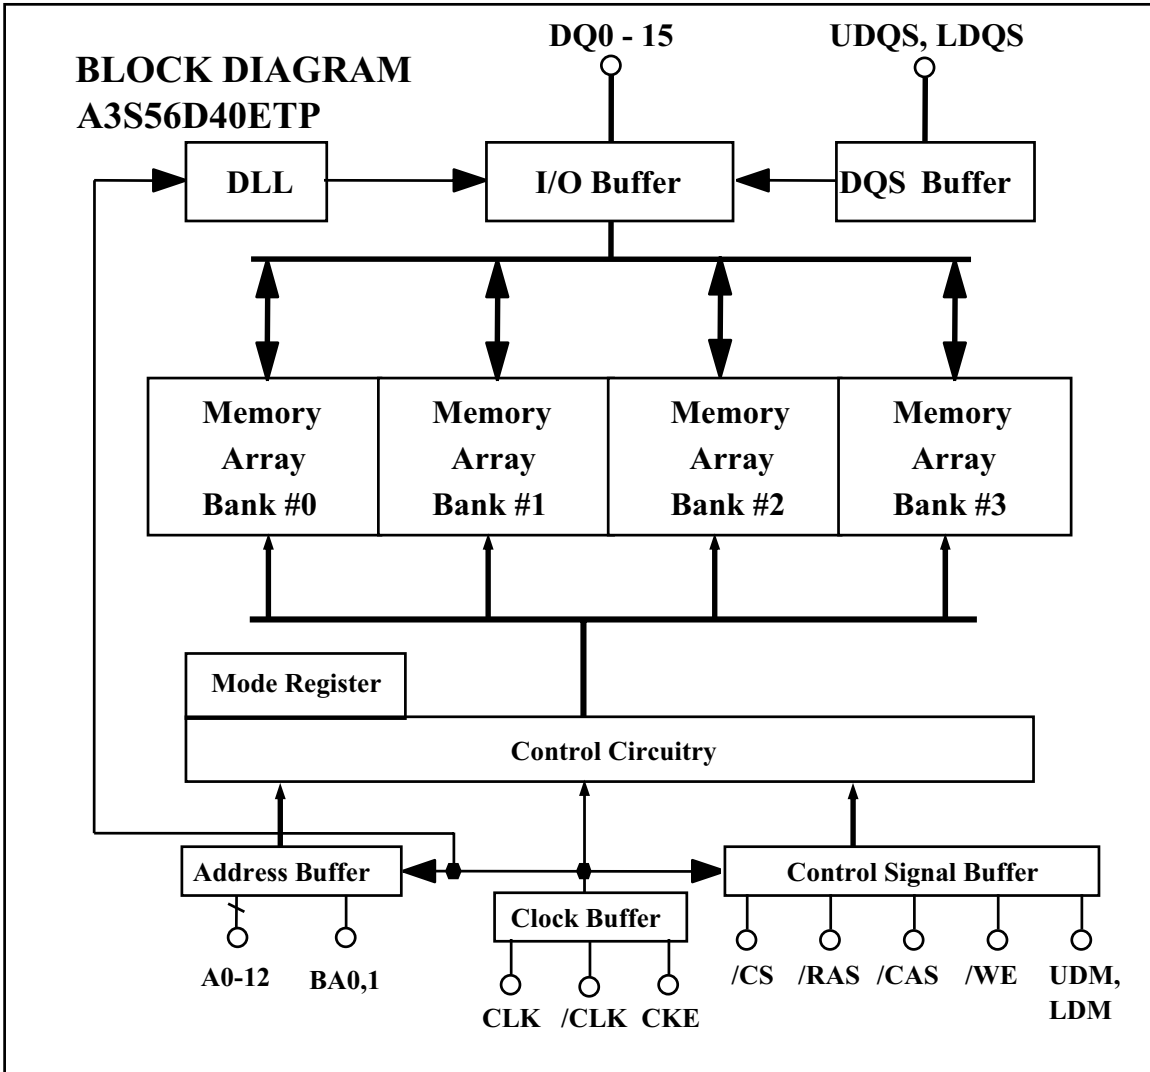 DQ0 - 15
UDQS, LDQS
BLOCK DIAGRAM
A3S56D40ETP
DLL
I/O Buffer
DQS Buffer
Memory
Array
Bank #0
Memory
Array
Bank #1
Memory
Array
Bank #2
Memory
Array
Bank #3
Mode Register
Control Circuitry
Address Buffer
Control Signal Buffer
Clock Buffer
A0-12
BA0,1
CLK
/CLK
CKE
/CS
/RAS
/CAS
/WE
UDM,
LDM